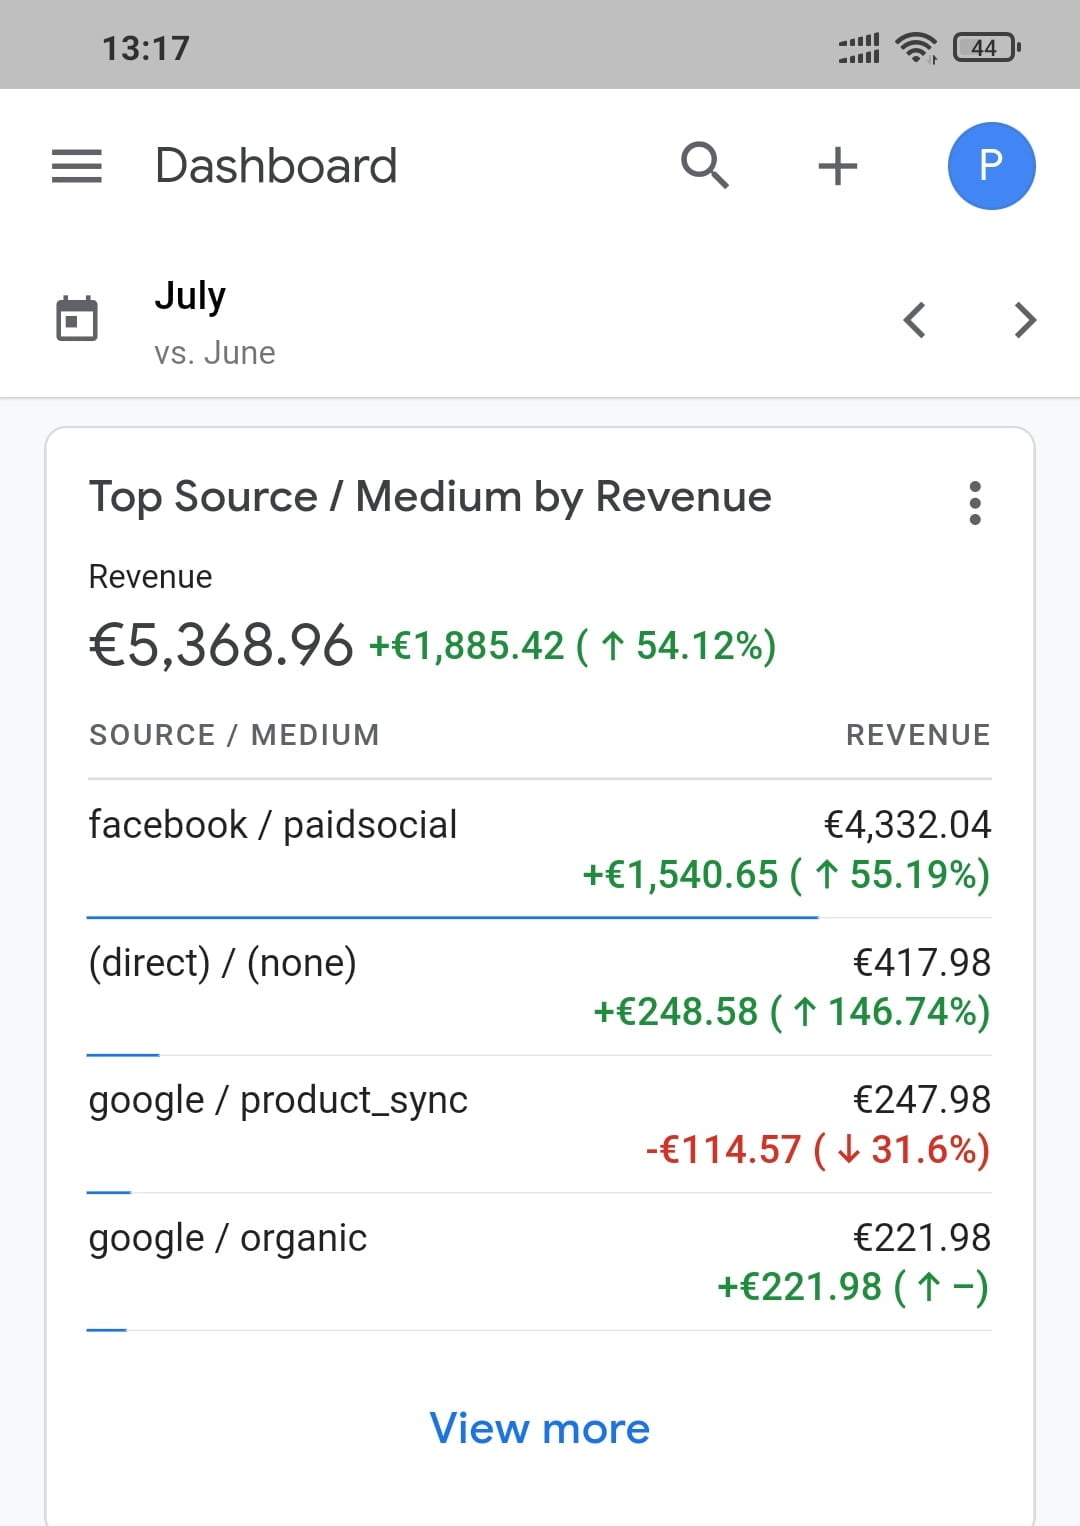 13:17
44
Dashboard
P
July
vs. June
Top Source / Medium by Revenue
Revenue
€5,368.96 +€1,885.42 ( ↑ 54.12%)
SOURCE / MEDIUM REVENUE
facebook / paidsocial €4,332.04
+€1,540.65 ( ↑ 55.19%)
(direct) / (none) €417.98
+€248.58 ( ↑ 146.74%)
google / product_sync €247.98
-€114.57 ( ↓ 31.6%)
google / organic €221.98
+€221.98 ( ↑ –)
View more